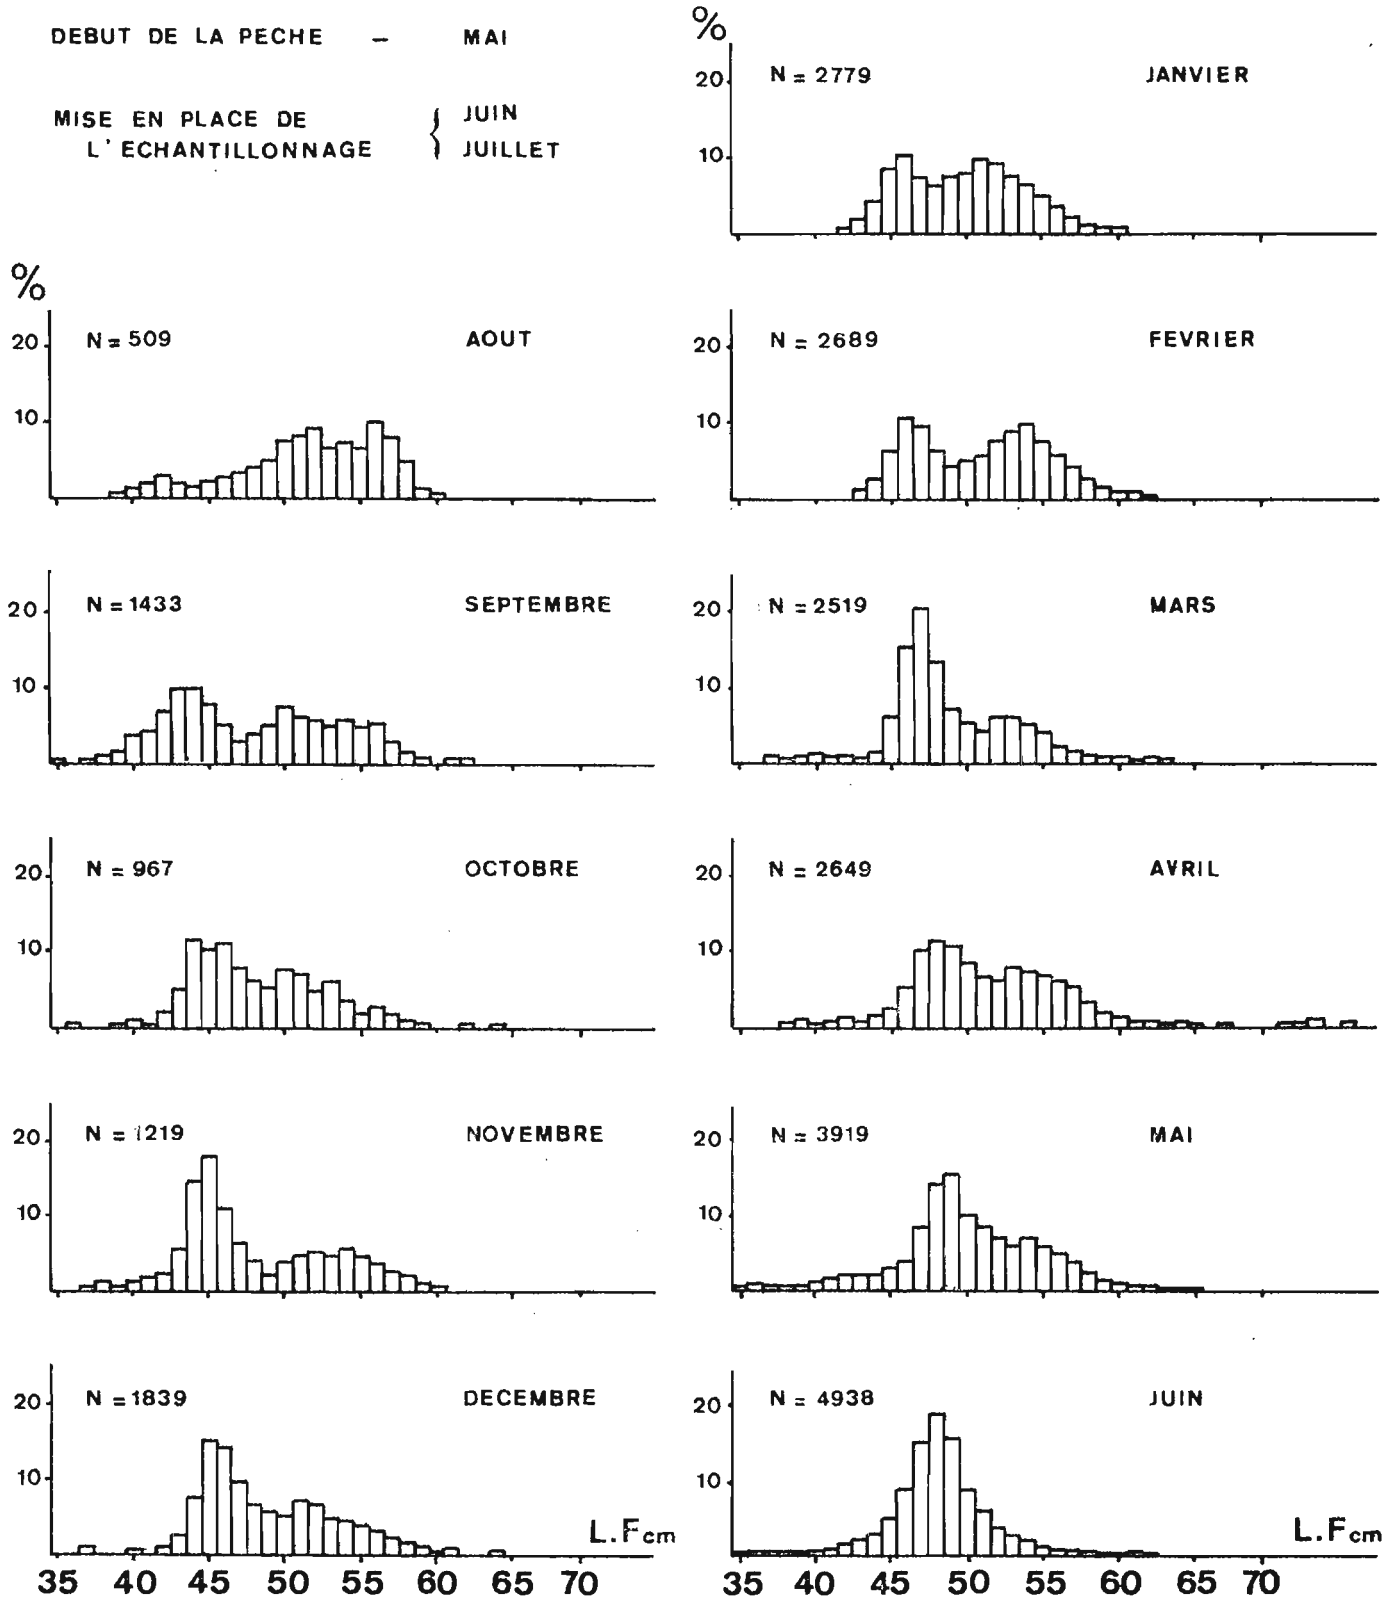 DEBUT DE LA PECHE – MAI
MISE EN PLACE DE
L'ECHANTILLONNAGE
{ JUIN
JUILLET
%
20
10
N = 509 AOUT
20
10
N = 1433 SEPTEMBRE
20
10
N = 967 OCTOBRE
20
10
N = 1219 NOVEMBRE
20
10
N = 1839 DECEMBRE
L.F cm
35 40 45 50 55 60 65 70
%
20
10
N = 2779 JANVIER
20
10
N = 2689 FEVRIER
20
10
N = 2519 MARS
20
10
N = 2649 AVRIL
20
10
N = 3919 MAI
20
10
N = 4938 JUIN
L.F cm
35 40 45 50 55 60 65 70